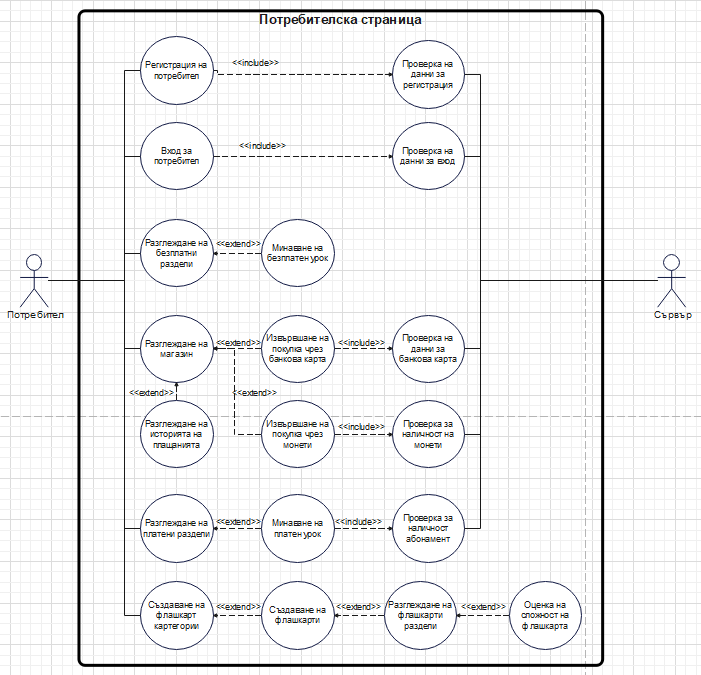 Потребителска страница
Регистрация на
потребител
<<include>>
Проверка на
данни за
регистрация
Вход за
потребител
<<include>>
Проверка на
данни за вход
Разглеждане на
безплатни
раздели
<<extend>>
Минаване на
безплатен урок
Потребител
Сървър
Разглеждане на
магазин
<<extend>>
Извървшане на
покупка чрез
банкова карта
<<include>>
Проверка на
данни за
банкова карта
<<extend>>
<<extend>>
Разглеждане на
историята на
плащанията
Извървшане на
покупка чрез
монети
<<include>>
Проверка за
наличност на
монети
Разглеждане на
платени раздели
<<extend>>
Минаване на
платен урок
<<include>>
Проверка за
наличност
абонамент
Създаване на
флашкарт
картегории
<<extend>>
Създаване на
флашкарти
<<extend>>
Разглеждане на
флашкарти
раздели
<<extend>>
Оценка на
сложност на
флашкарта